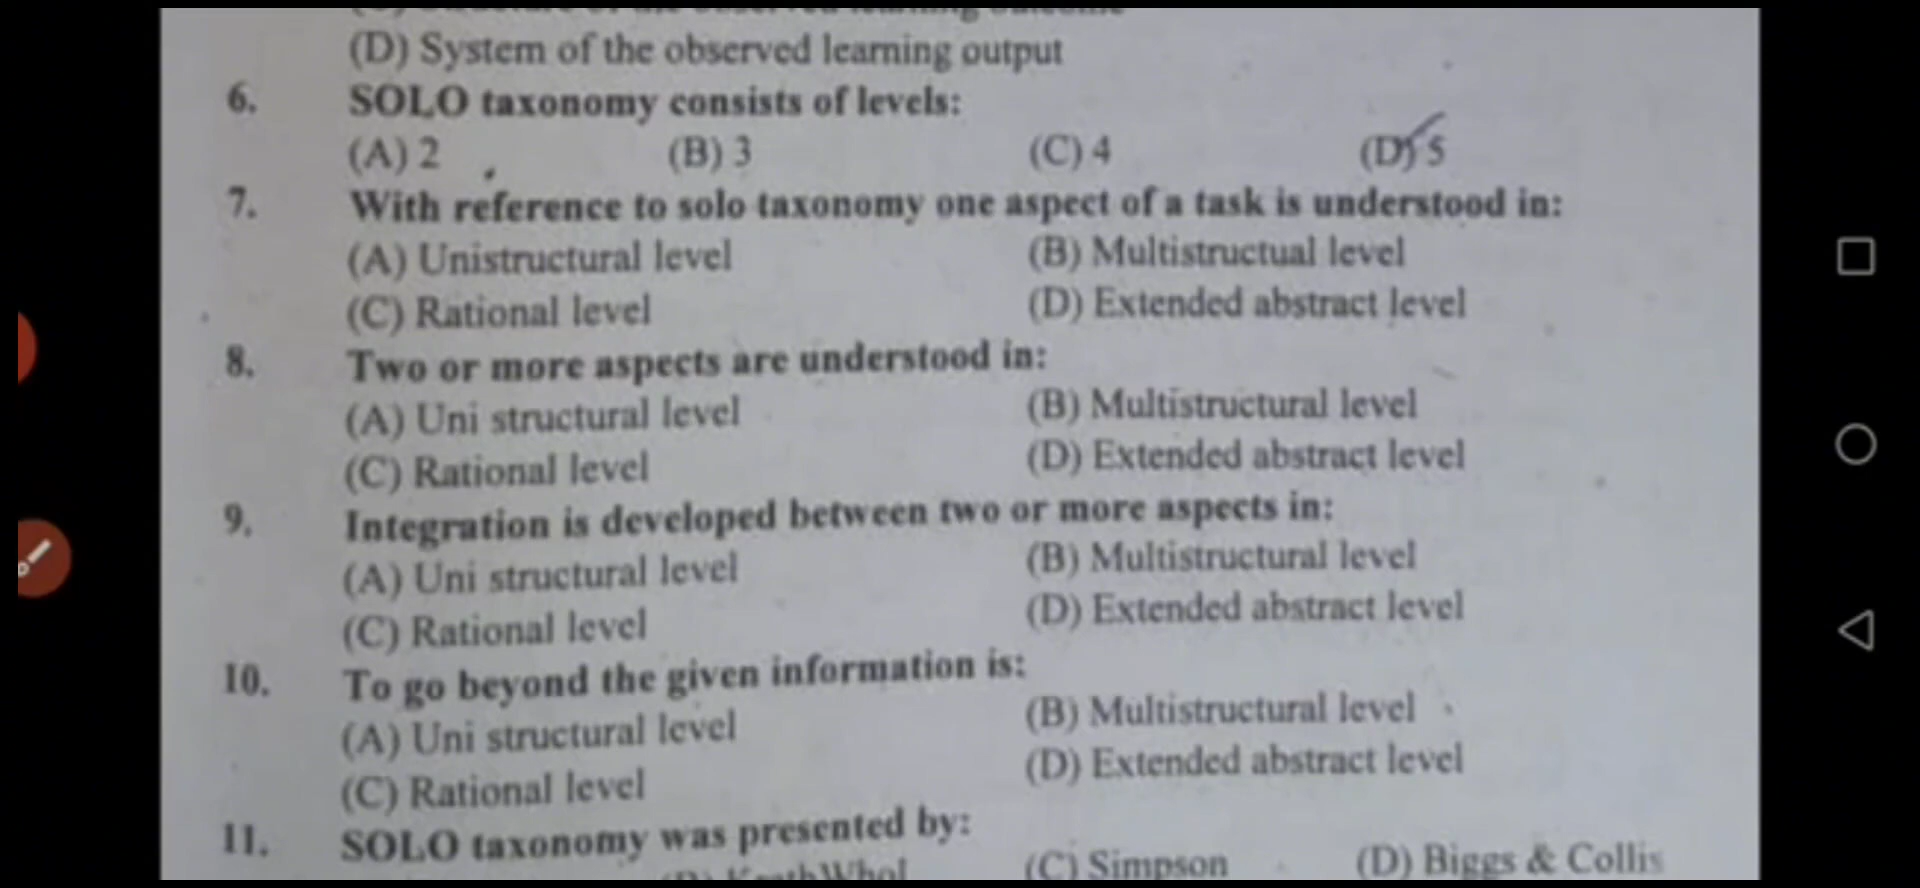 (D) System of the observed learning output
6. SOLO taxonomy consists of levels:
(A) 2 (B) 3 (C) 4 (D) 5
7. With reference to solo taxonomy one aspect of a task is understood in:
(A) Unistructural level (B) Multistructual level
(C) Rational level (D) Extended abstract level
8. Two or more aspects are understood in:
(A) Uni structural level (B) Multistructural level
(C) Rational level (D) Extended abstract level
9. Integration is developed between two or more aspects in:
(A) Uni structural level (B) Multistructural level
(C) Rational level (D) Extended abstract level
10. To go beyond the given information is:
(A) Uni structural level (B) Multistructural level
(C) Rational level (D) Extended abstract level
11. SOLO taxonomy was presented by:
(C) Simpson (D) Biggs & Collis